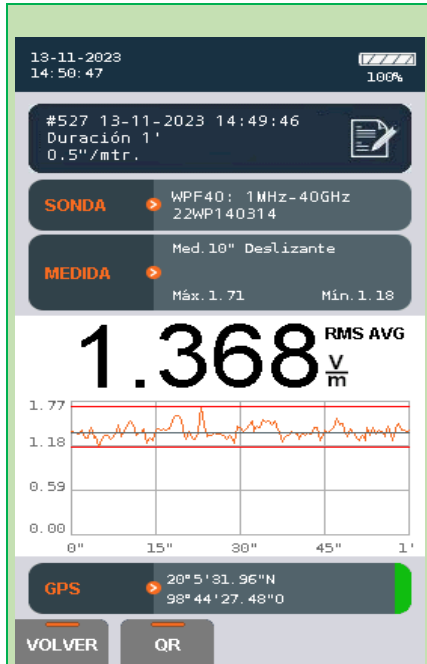 13-11-2023
14:50:47
100%
#527 13-11-2023 14:49:46
Duración 1'
0.5"/mtr.
SONDA
WPF40: 1MHz-40GHz
22WP140314
MEDIDA
Med.10" Deslizante
Máx.1.71 Mín.1.18
1.368 RMS AVG
V/m
1.77
1.18
0.59
0.00
0" 15" 30" 45" 1'
GPS
20°5'31.96"N
98°44'27.48"O
VOLVER QR